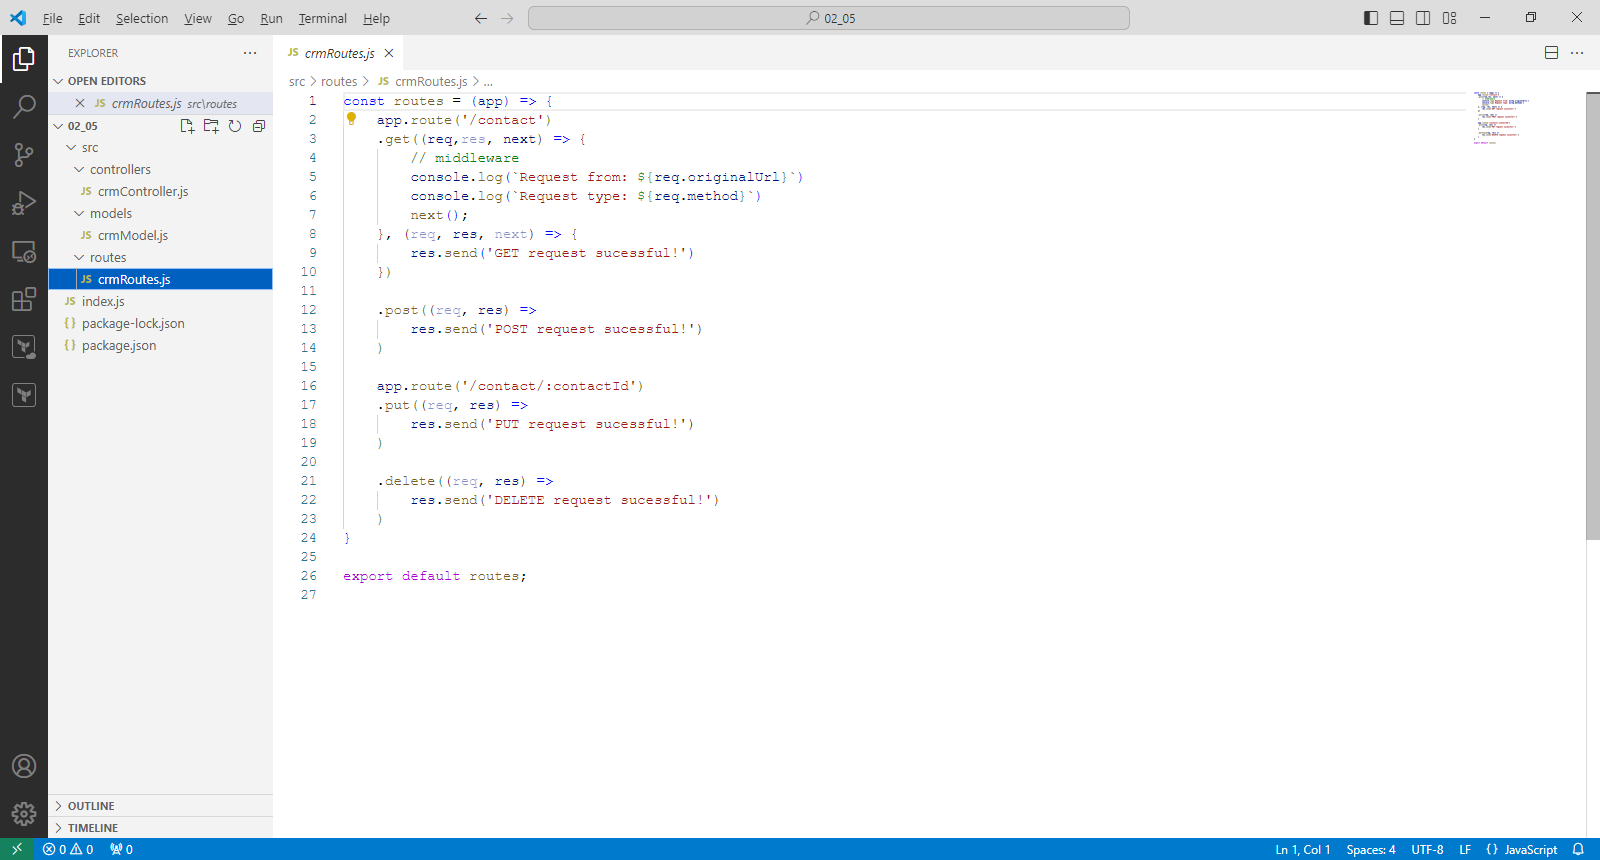 File Edit Selection View Go Run Terminal Help
02_05
EXPLORER
OPEN EDITORS
JS crmRoutes.js src\routes
02_05
src
controllers
JS crmController.js
models
JS crmModel.js
routes
JS crmRoutes.js
JS index.js
{} package-lock.json
{} package.json
OUTLINE
TIMELINE
JS crmRoutes.js
src > routes > JS crmRoutes.js > ...
1 const routes = (app) => {
2     app.route('/contact')
3     .get((req,res, next) => {
4         // middleware
5         console.log(`Request from: ${req.originalUrl}`)
6         console.log(`Request type: ${req.method}`)
7         next();
8     }, (req, res, next) => {
9         res.send('GET request sucessful!')
10     })
11
12     .post((req, res) =>
13         res.send('POST request sucessful!')
14     )
15
16     app.route('/contact/:contactId')
17     .put((req, res) =>
18         res.send('PUT request sucessful!')
19     )
20
21     .delete((req, res) =>
22         res.send('DELETE request sucessful!')
23     )
24 }
25
26 export default routes;
27
0 0 0
Ln 1, Col 1 Spaces: 4 UTF-8 LF {} JavaScript